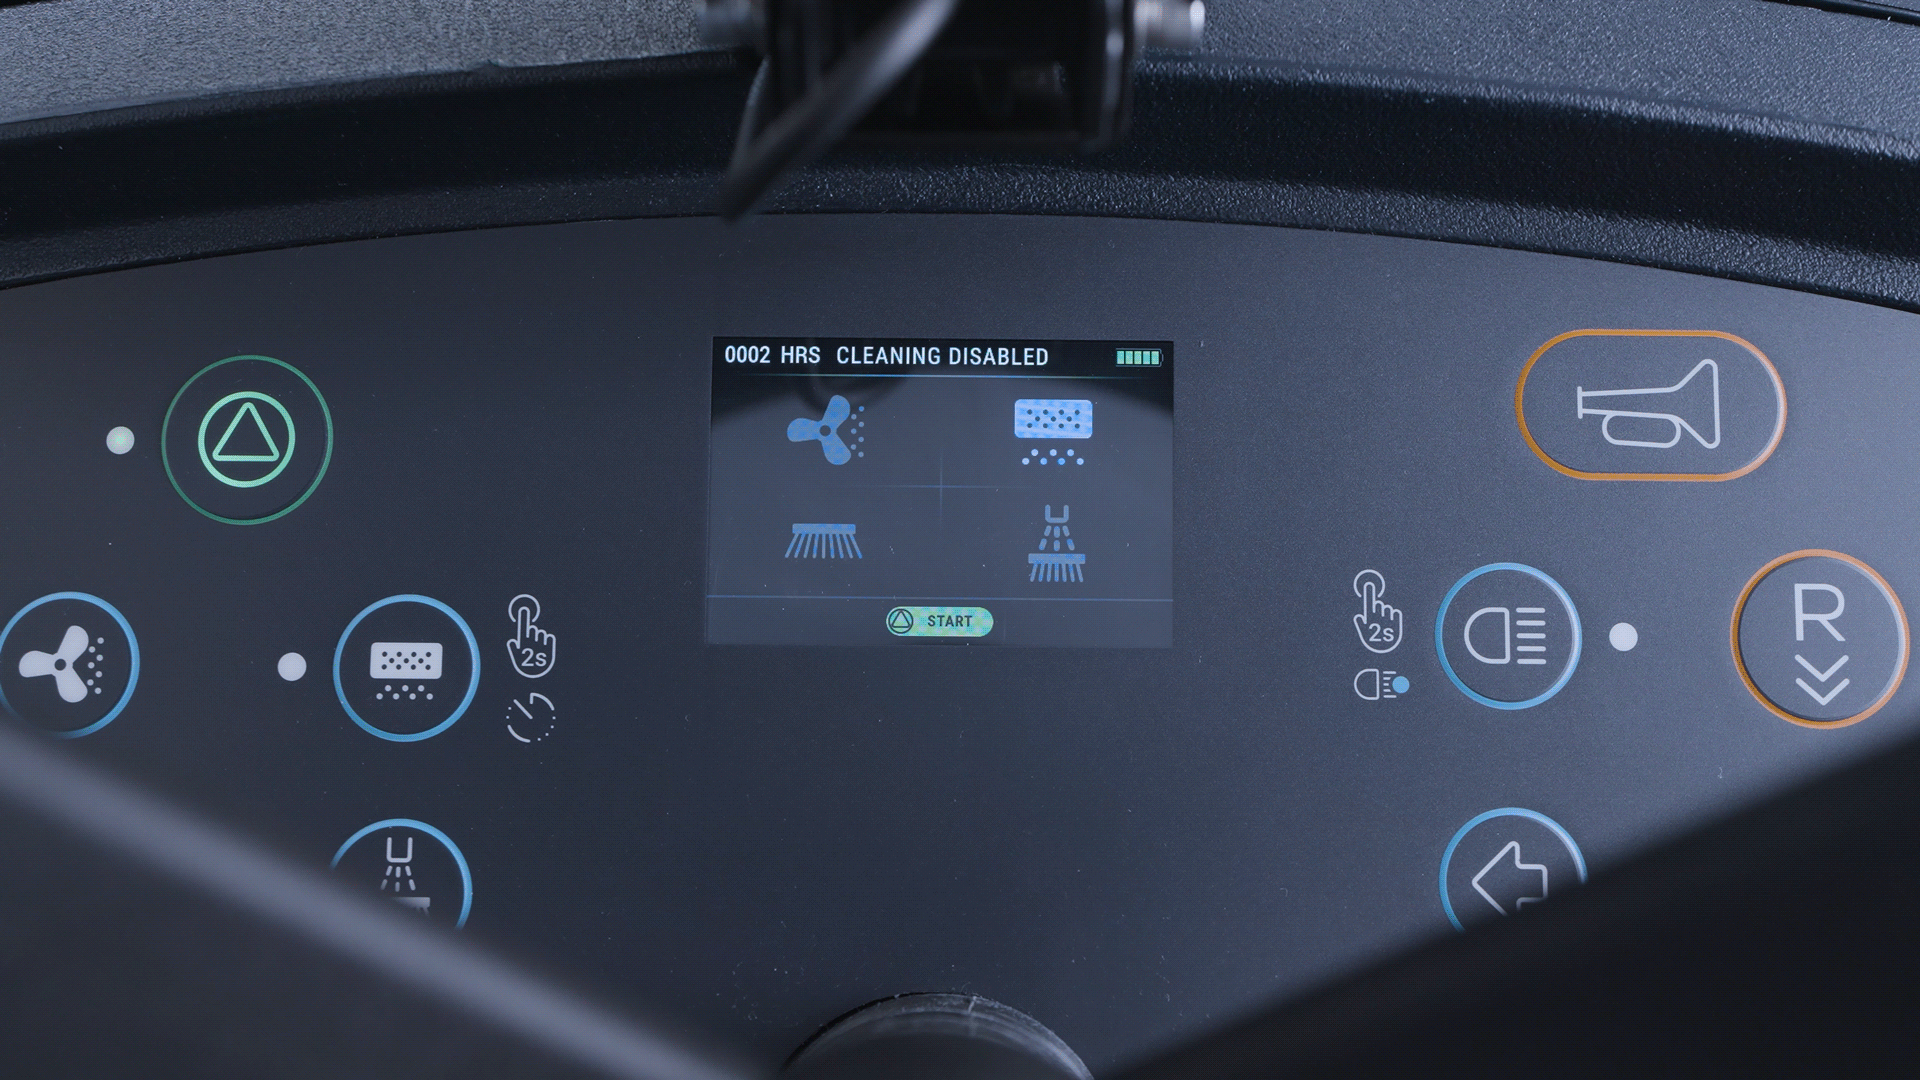 0002 HRS CLEANING DISABLED
START
2s
2s
R